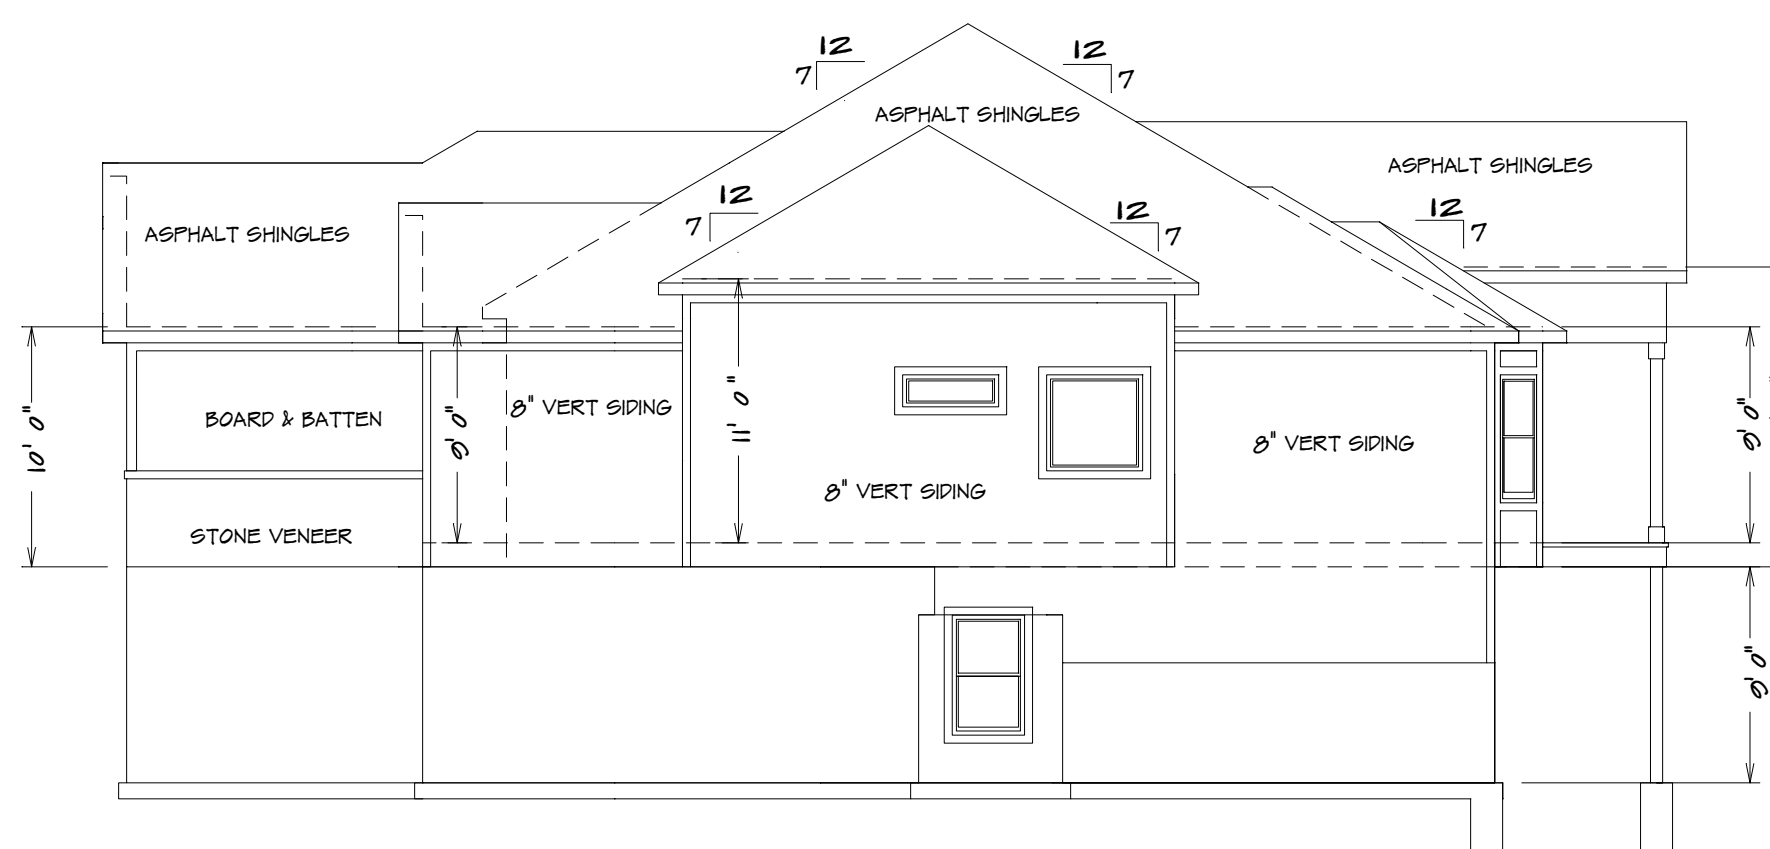 12
7
12
7
ASPHALT SHINGLES
ASPHALT SHINGLES
12
7
12
7
12
7
ASPHALT SHINGLES
10' 0"
BOARD & BATTEN
9' 0"
8" VERT SIDING
11' 0"
8" VERT SIDING
9' 0"
8" VERT SIDING
STONE VENEER
9' 0"